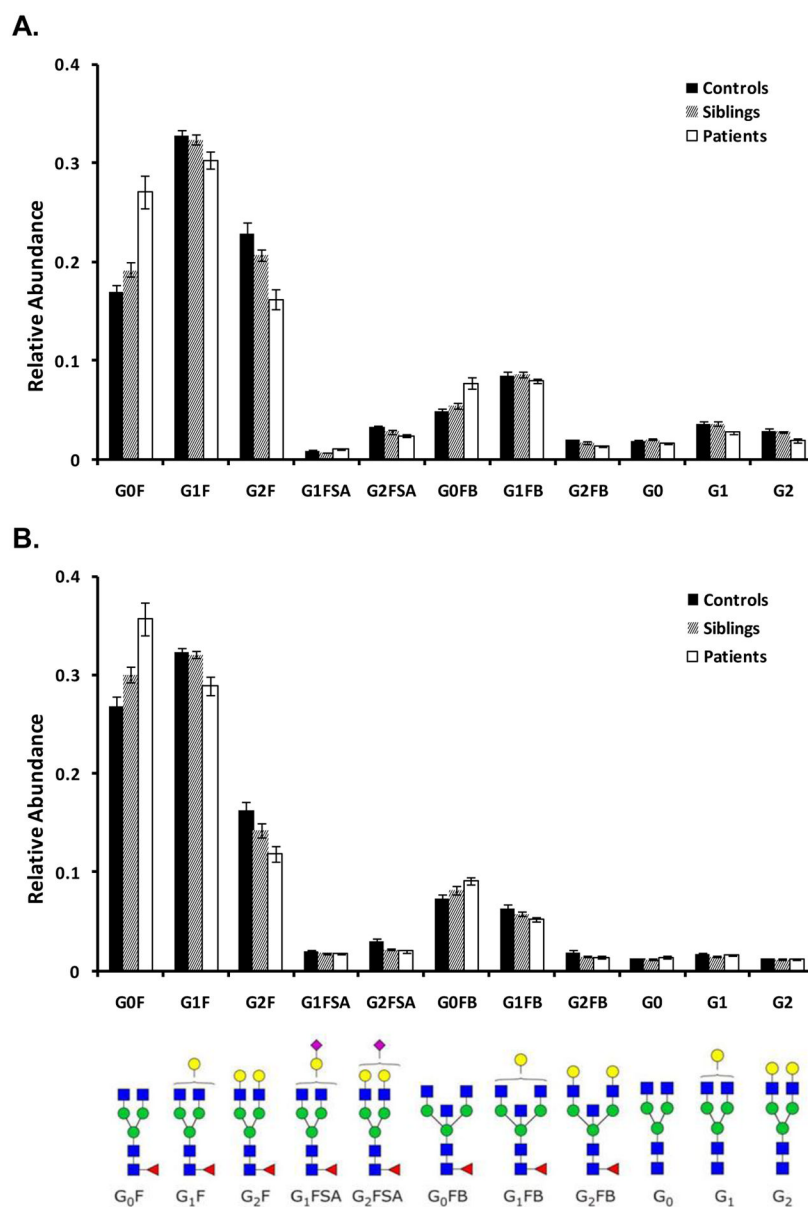 A.
0.4
Controls
Siblings
0.3
Patients
0.2
Relative Abundance
0.1
0
G0F G1F G2F G1FSA G2FSA G0FB G1FB G2FB G0 G1 G2
B.
0.4
Controls
Siblings
Patients
0.3
0.2
Relative Abundance
0.1
0
G0F G1F G2F G1FSA G2FSA G0FB G1FB G2FB G0 G1 G2
G₀F G₁F G₂F G₁FSA G₂FSA G₀FB G₁FB G₂FB G₀ G₁ G₂